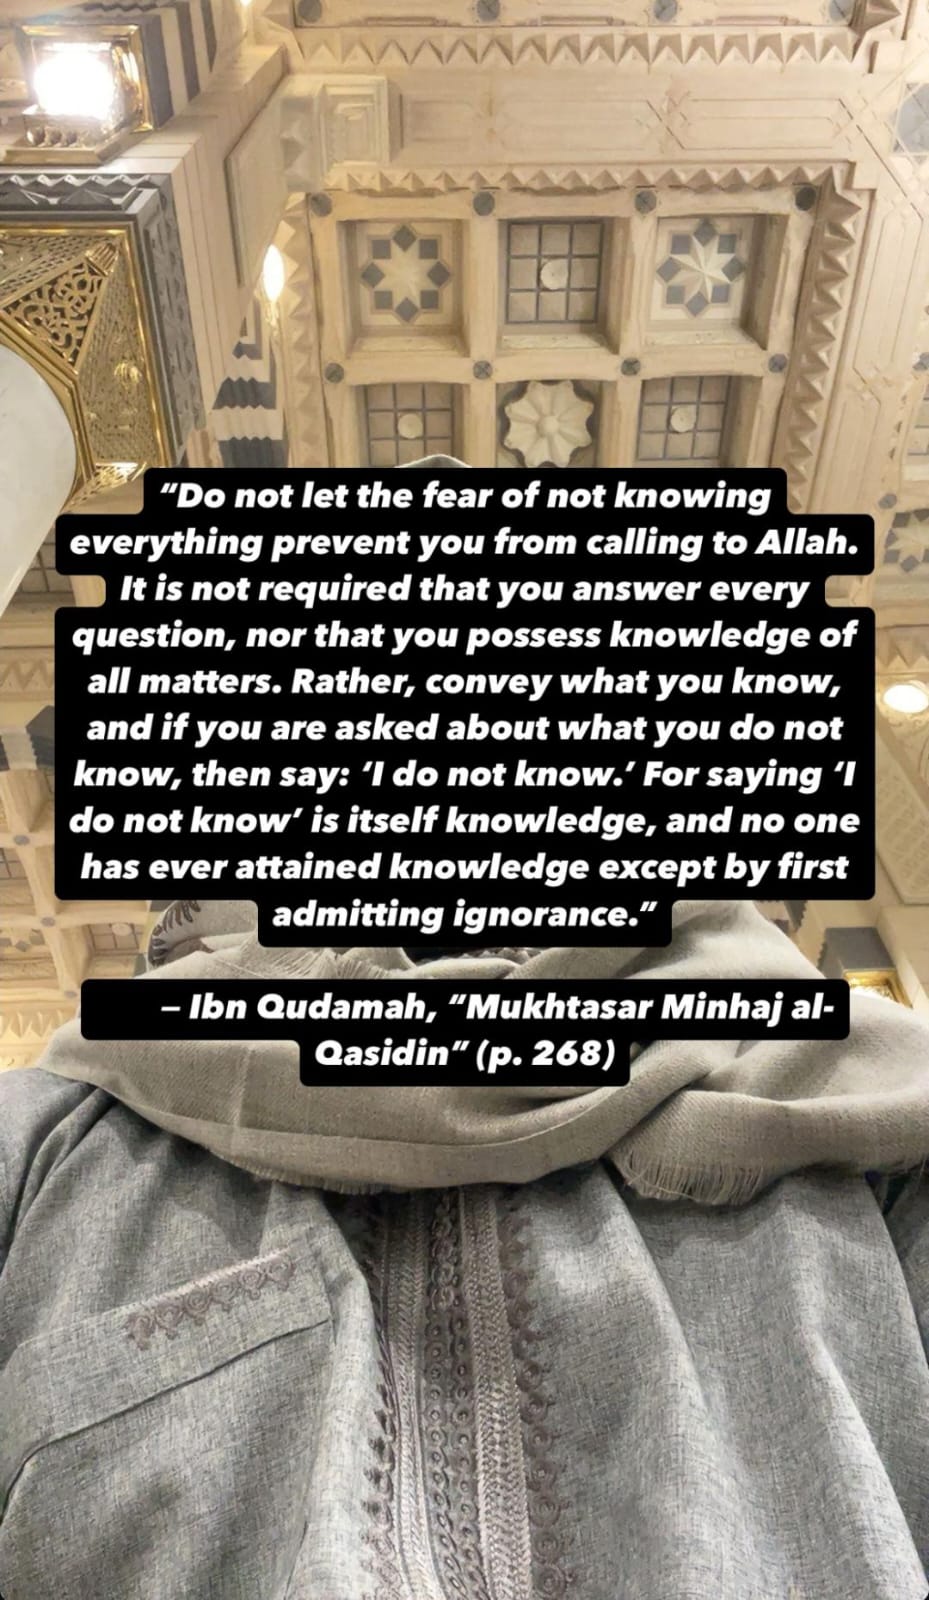 “Do not let the fear of not knowing
everything prevent you from calling to Allah.
It is not required that you answer every
question, nor that you possess knowledge of
all matters. Rather, convey what you know,
and if you are asked about what you do not
know, then say: ‘I do not know.’ For saying ‘I
do not know’ is itself knowledge, and no one
has ever attained knowledge except by first
admitting ignorance.”
– Ibn Qudamah, “Mukhtasar Minhaj al-
Qasidin” (p. 268)